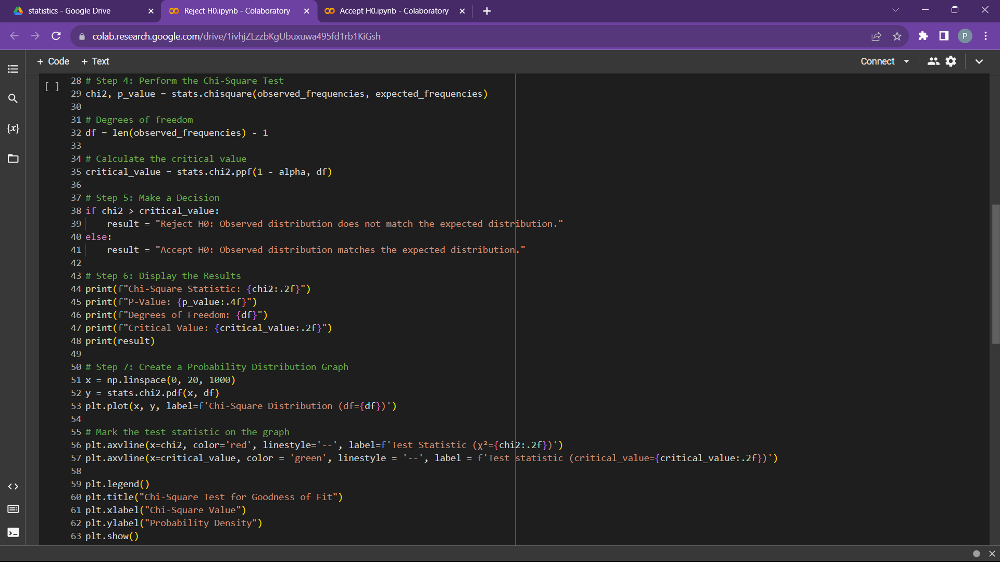 statistics - Google Drive
Reject H0.ipynb - Colaboratory
Accept H0.ipynb - Colaboratory
colab.research.google.com/drive/1ivhjZLzzbKgUbuxuwa495fd1rb1KiGsh
P
+ Code + Text
Connect
{x}
[ ]
28 # Step 4: Perform the Chi-Square Test
29 chi2, p_value = stats.chisquare(observed_frequencies, expected_frequencies)
30
31 # Degrees of freedom
32 df = len(observed_frequencies) - 1
33
34 # Calculate the critical value
35 critical_value = stats.chi2.ppf(1 - alpha, df)
36
37 # Step 5: Make a Decision
38 if chi2 > critical_value:
39     result = "Reject H0: Observed distribution does not match the expected distribution."
40 else:
41     result = "Accept H0: Observed distribution matches the expected distribution."
42
43 # Step 6: Display the Results
44 print(f"Chi-Square Statistic: {chi2:.2f}")
45 print(f"P-Value: {p_value:.4f}")
46 print(f"Degrees of Freedom: {df}")
47 print(f"Critical Value: {critical_value:.2f}")
48 print(result)
49
50 # Step 7: Create a Probability Distribution Graph
51 x = np.linspace(0, 20, 1000)
52 y = stats.chi2.pdf(x, df)
53 plt.plot(x, y, label=f'Chi-Square Distribution (df={df})')
54
55 # Mark the test statistic on the graph
56 plt.axvline(x=chi2, color='red', linestyle='--', label=f'Test Statistic (χ²={chi2:.2f})')
57 plt.axvline(x=critical_value, color = 'green', linestyle = '--', label = f'Test statistic (critical_value={critical_value:.2f})')
58
59 plt.legend()
60 plt.title("Chi-Square Test for Goodness of Fit")
61 plt.xlabel("Chi-Square Value")
62 plt.ylabel("Probability Density")
63 plt.show()